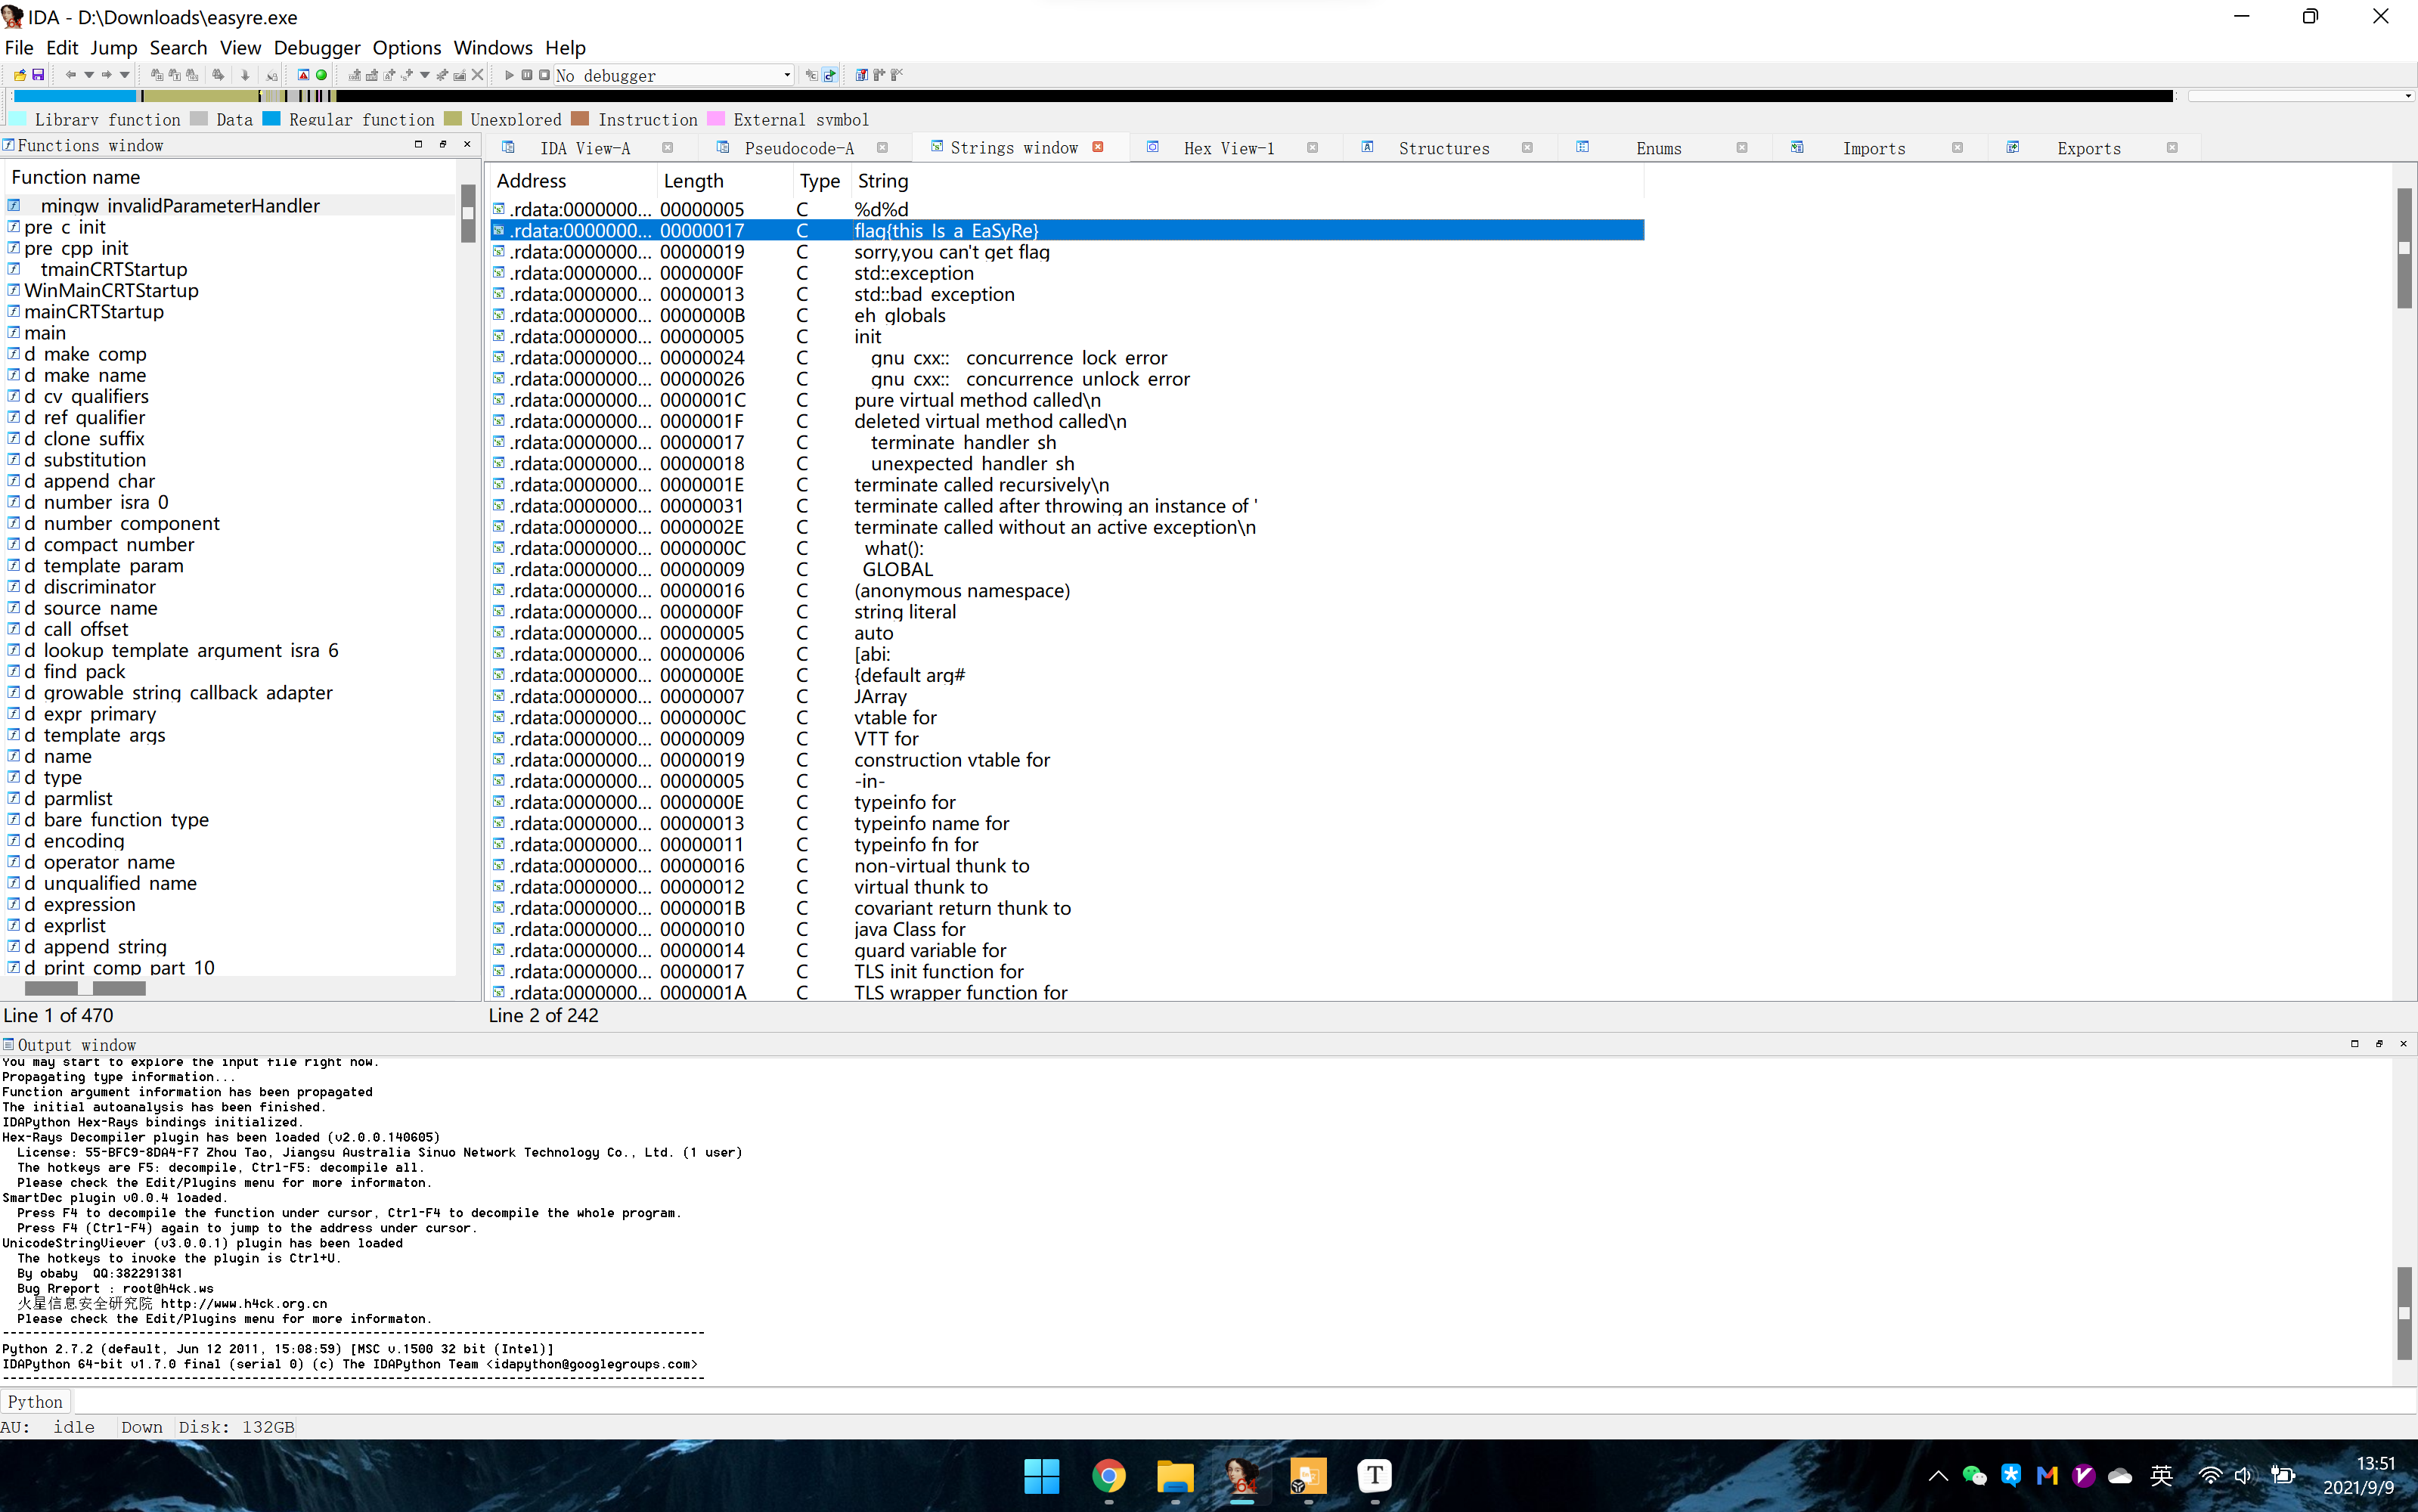 IDA - D:\Downloads\easyre.exe
File Edit Jump Search View Debugger Options Windows Help
No debugger
Library function Data Regular function Unexplored Instruction External symbol
Functions window
IDA View-A Pseudocode-A Strings window Hex View-1 Structures Enums Imports Exports
Function name
mingw invalidParameterHandler
pre c init
pre cpp init
tmainCRTStartup
WinMainCRTStartup
mainCRTStartup
main
d make comp
d make name
d cv qualifiers
d ref qualifier
d clone suffix
d substitution
d append char
d number isra 0
d number component
d compact number
d template param
d discriminator
d source name
d call offset
d lookup template argument isra 6
d find pack
d growable string callback adapter
d expr primary
d template args
d name
d type
d parmlist
d bare function type
d encoding
d operator name
d unqualified name
d expression
d exprlist
d append string
d print comp part 10
Line 1 of 470
Address Length Type String
.rdata:0000000... 00000005 C %d%d
.rdata:0000000... 00000017 C flag{this Is a EaSyRe}
.rdata:0000000... 00000019 C sorry,you can't get flag
.rdata:0000000... 0000000F C std::exception
.rdata:0000000... 00000013 C std::bad exception
.rdata:0000000... 0000000B C eh globals
.rdata:0000000... 00000005 C init
.rdata:0000000... 00000024 C gnu cxx:: concurrence lock error
.rdata:0000000... 00000026 C gnu cxx:: concurrence unlock error
.rdata:0000000... 0000001C C pure virtual method called\n
.rdata:0000000... 0000001F C deleted virtual method called\n
.rdata:0000000... 00000017 C terminate handler sh
.rdata:0000000... 00000018 C unexpected handler sh
.rdata:0000000... 0000001E C terminate called recursively\n
.rdata:0000000... 00000031 C terminate called after throwing an instance of '
.rdata:0000000... 0000002E C terminate called without an active exception\n
.rdata:0000000... 0000000C C what():
.rdata:0000000... 00000009 C GLOBAL
.rdata:0000000... 00000016 C (anonymous namespace)
.rdata:0000000... 0000000F C string literal
.rdata:0000000... 00000005 C auto
.rdata:0000000... 00000006 C [abi:
.rdata:0000000... 0000000E C {default arg#
.rdata:0000000... 00000007 C JArray
.rdata:0000000... 0000000C C vtable for
.rdata:0000000... 00000009 C VTT for
.rdata:0000000... 00000019 C construction vtable for
.rdata:0000000... 00000005 C -in-
.rdata:0000000... 0000000E C typeinfo for
.rdata:0000000... 00000013 C typeinfo name for
.rdata:0000000... 00000011 C typeinfo fn for
.rdata:0000000... 00000016 C non-virtual thunk to
.rdata:0000000... 00000012 C virtual thunk to
.rdata:0000000... 0000001B C covariant return thunk to
.rdata:0000000... 00000010 C java Class for
.rdata:0000000... 00000014 C guard variable for
.rdata:0000000... 00000017 C TLS init function for
.rdata:0000000... 0000001A C TLS wrapper function for
Line 2 of 242
Output window
You may start to explore the input file right now.
Propagating type information...
Function argument information has been propagated
The initial autoanalysis has been finished.
IDAPython Hex-Rays bindings initialized.
Hex-Rays Decompiler plugin has been loaded (v2.0.0.140605)
License: 55-BFC9-8DA4-F7 Zhou Tao, Jiangsu Australia Sinuo Network Technology Co., Ltd. (1 user)
The hotkeys are F5: decompile, Ctrl-F5: decompile all.
Please check the Edit/Plugins menu for more informaton.
SmartDec plugin v0.0.4 loaded.
Press F4 to decompile the function under cursor, Ctrl-F4 to decompile the whole program.
Press F4 (Ctrl-F4) again to jump to the address under cursor.
UnicodeStringViever (v3.0.0.1) plugin has been loaded
The hotkeys to invoke the plugin is Ctrl+U.
By obaby QQ:382291381
Bug Rreport : root@h4ck.ws
火星信息安全研究院 http://www.h4ck.org.cn
Please check the Edit/Plugins menu for more informaton.
---------------------------------------------------------------------------------------------
Python 2.7.2 (default, Jun 12 2011, 15:08:59) [MSC v.1500 32 bit (Intel)]
IDAPython 64-bit v1.7.0 final (serial 0) (c) The IDAPython Team <idapython@googlegroups.com>
---------------------------------------------------------------------------------------------
Python
AU: idle Down Disk: 132GB
64
T
英
13:51
2021/9/9